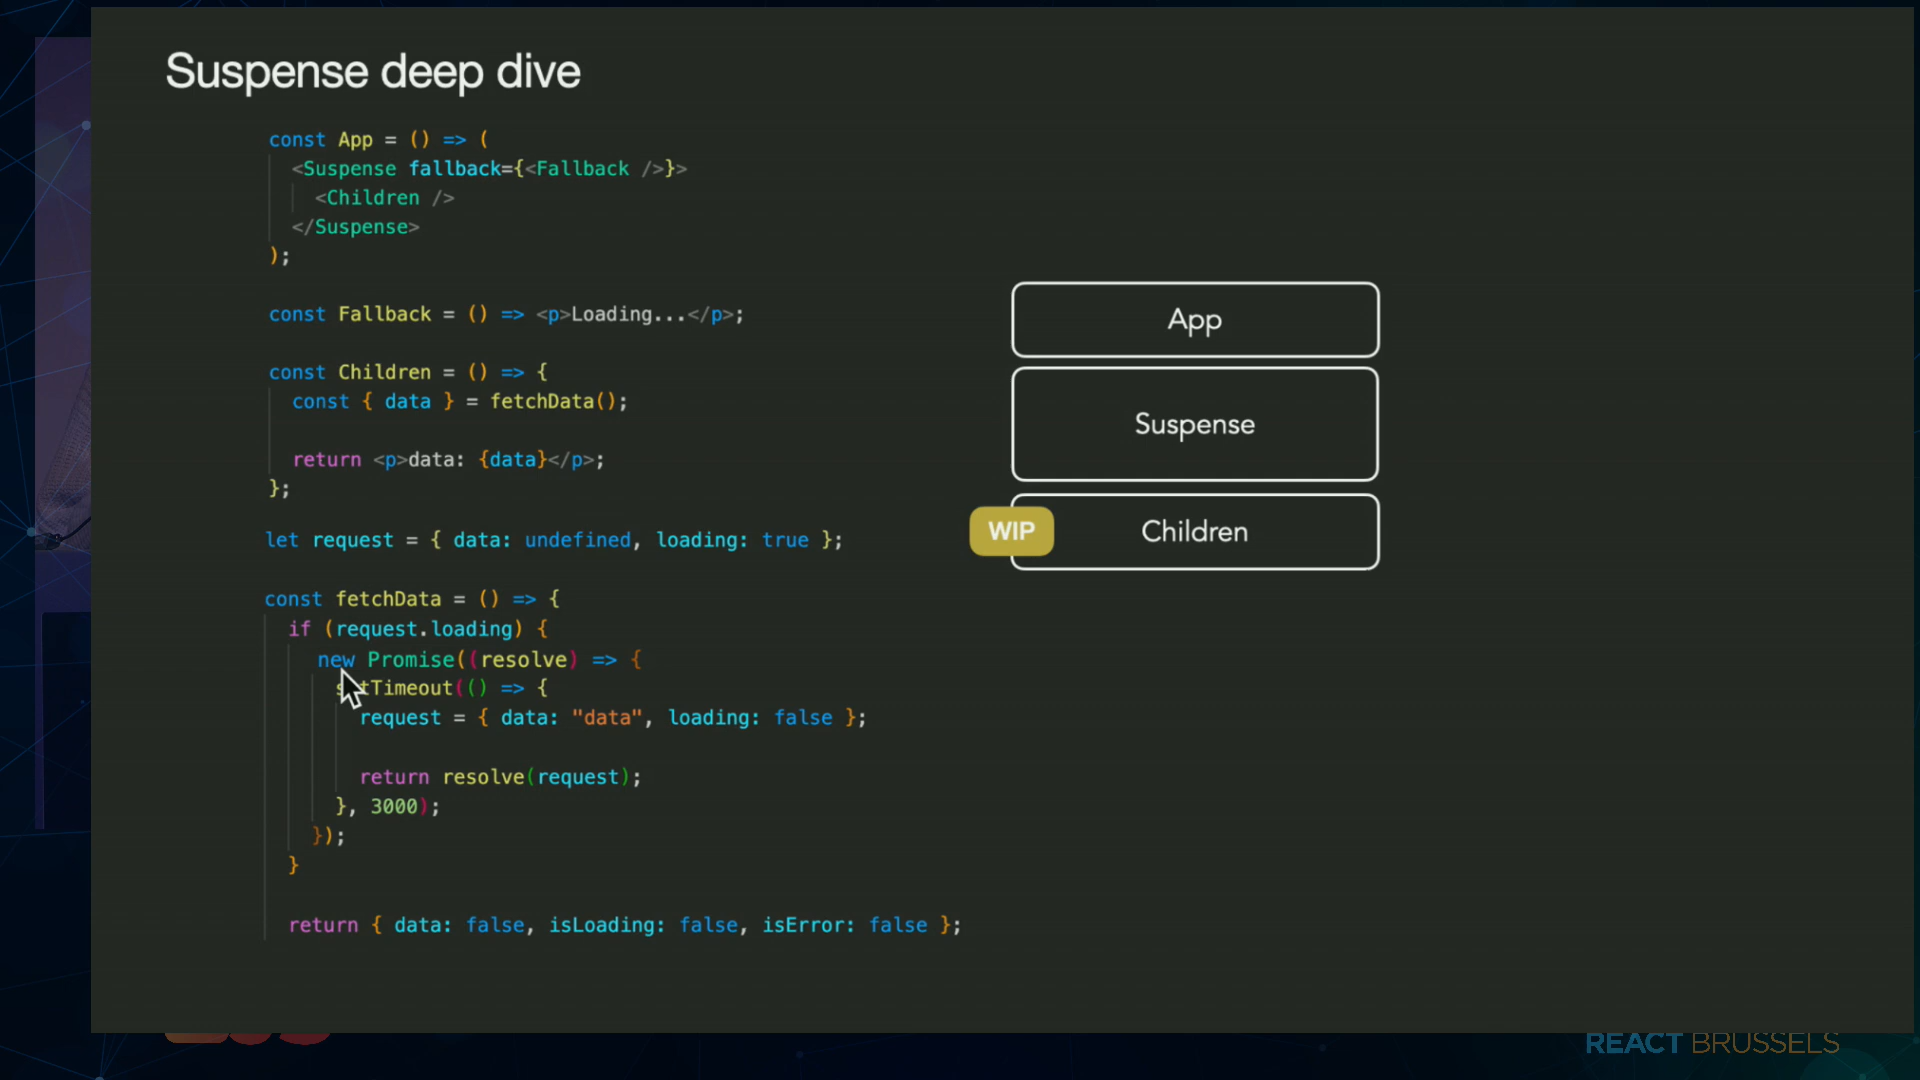 Suspense deep dive
const App = () => (
<Suspense fallback={<Fallback />}>
<Children />
</Suspense>
);
const Fallback = () => <p>Loading...</p>;
const Children = () => {
const { data } = fetchData();
return <p>data: {data}</p>;
};
let request = { data: undefined, loading: true };
const fetchData = () => {
if (request.loading) {
new Promise((resolve) => {
setTimeout(() => {
request = { data: "data", loading: false };
return resolve(request);
}, 3000);
});
}
return { data: false, isLoading: false, isError: false };
App
Suspense
WIP
Children
REACT BRUSSELS